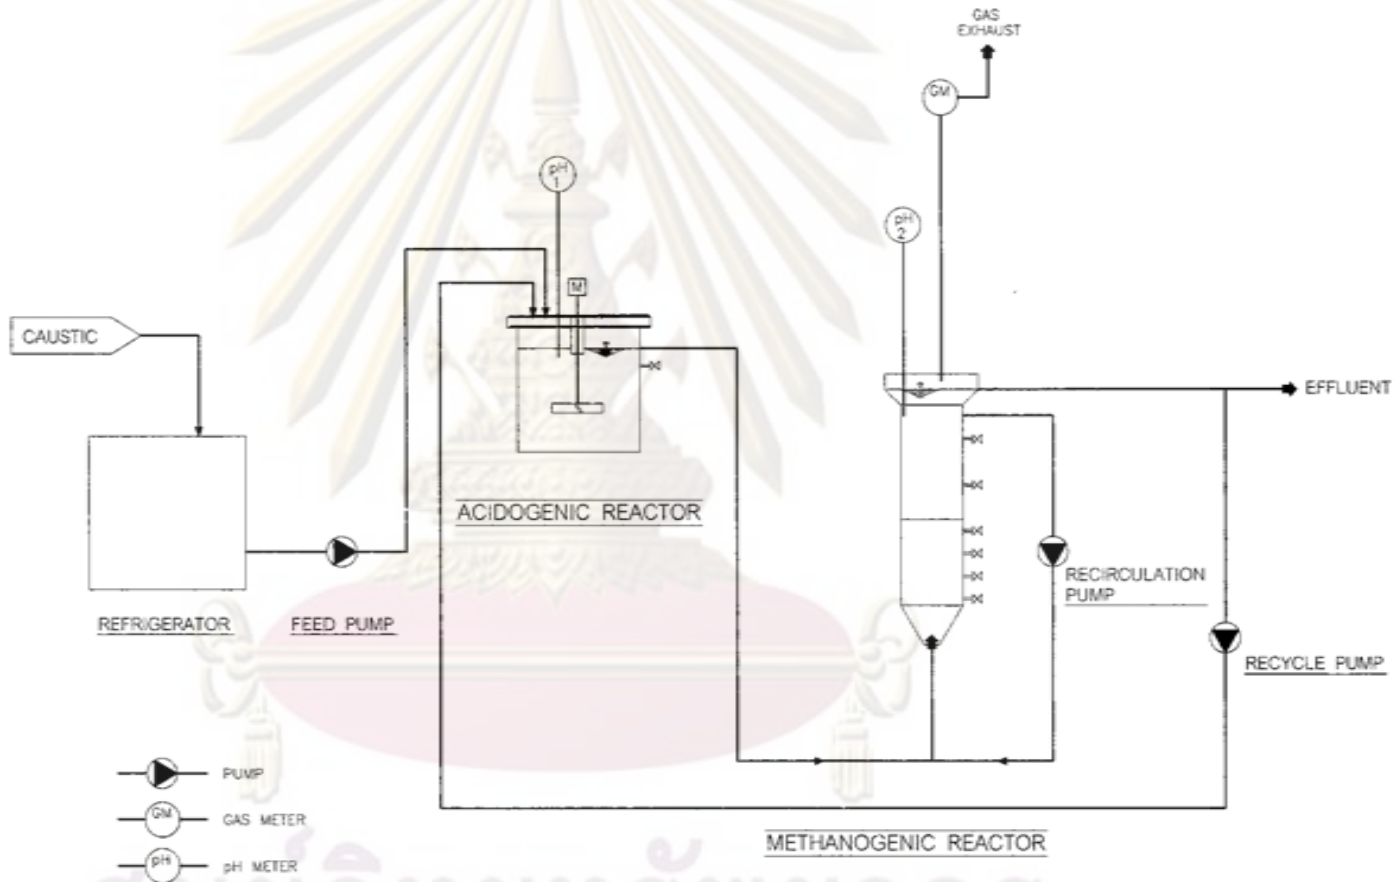 GAS
EXHAUST
GM
pH
1
pH
2
M
CAUSTIC
EFFLUENT
ACIDOGENIC REACTOR
RECIRCULATION
PUMP
REFRIGERATOR
FEED PUMP
RECYCLE PUMP
PUMP
GM
GAS METER
METHANOGENIC REACTOR
pH
pH METER